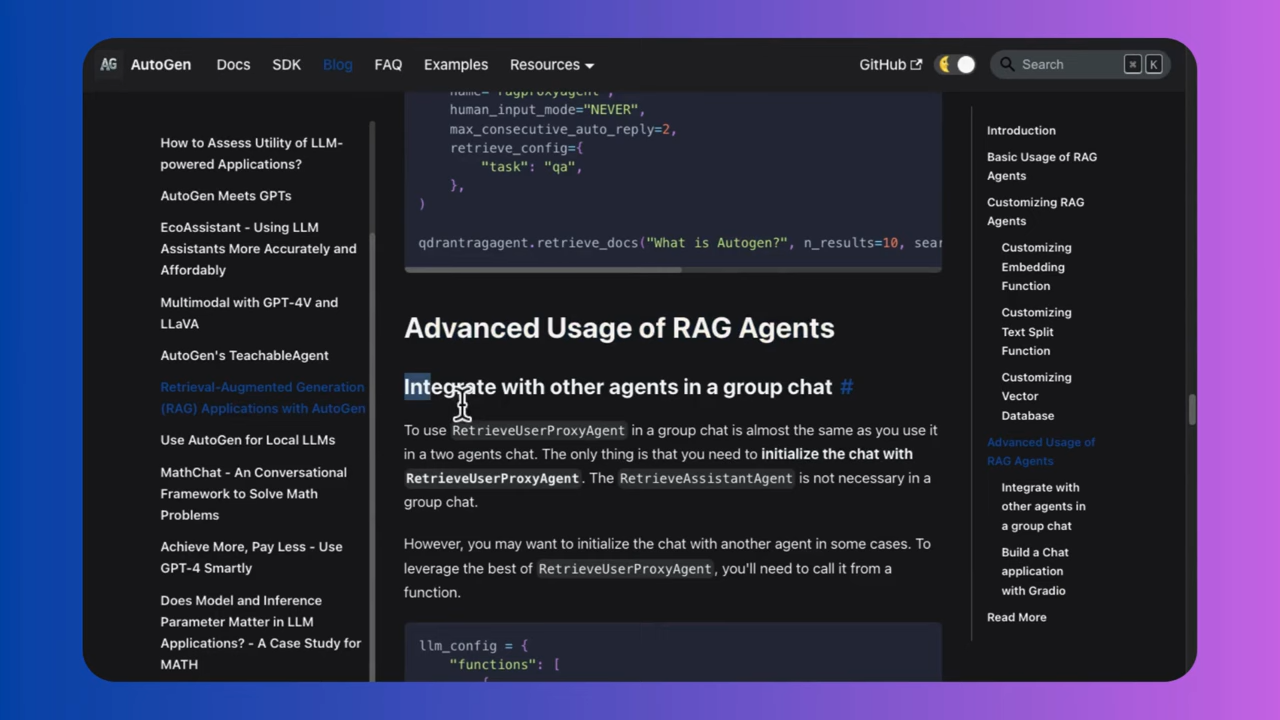 AG AutoGen Docs SDK Blog FAQ Examples Resources GitHub Search ⌘ K
How to Assess Utility of LLM-
powered Applications?
AutoGen Meets GPTs
EcoAssistant - Using LLM
Assistants More Accurately and
Affordably
Multimodal with GPT-4V and
LLaVA
AutoGen's TeachableAgent
Retrieval-Augmented Generation
(RAG) Applications with AutoGen
Use AutoGen for Local LLMs
MathChat - An Conversational
Framework to Solve Math
Problems
Achieve More, Pay Less - Use
GPT-4 Smartly
Does Model and Inference
Parameter Matter in LLM
Applications? - A Case Study for
MATH
name="ragproxyagent",
human_input_mode="NEVER",
max_consecutive_auto_reply=2,
retrieve_config={
"task": "qa",
},
)
qdrantragagent.retrieve_docs("What is Autogen?", n_results=10, sear
Advanced Usage of RAG Agents
Integrate with other agents in a group chat #
To use RetrieveUserProxyAgent in a group chat is almost the same as you use it
in a two agents chat. The only thing is that you need to initialize the chat with
RetrieveUserProxyAgent. The RetrieveAssistantAgent is not necessary in a
group chat.
However, you may want to initialize the chat with another agent in some cases. To
leverage the best of RetrieveUserProxyAgent, you'll need to call it from a
function.
llm_config = {
"functions": [
{
Introduction
Basic Usage of RAG
Agents
Customizing RAG
Agents
Customizing
Embedding
Function
Customizing
Text Split
Function
Customizing
Vector
Database
Advanced Usage of
RAG Agents
Integrate with
other agents in
a group chat
Build a Chat
application
with Gradio
Read More